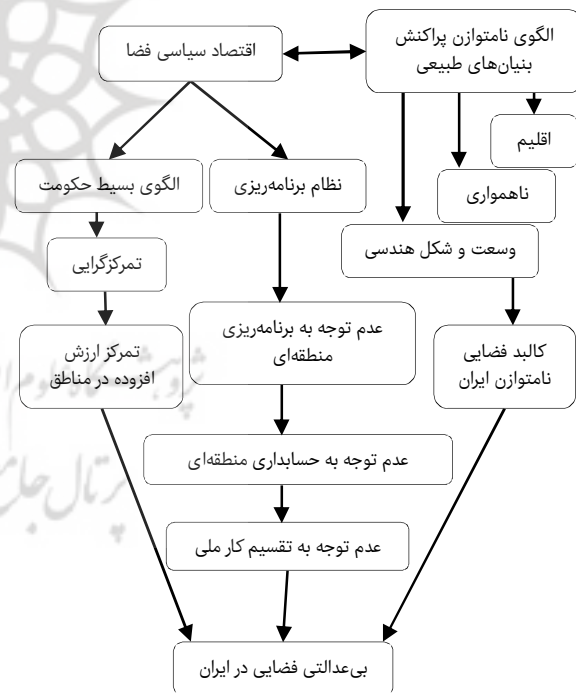 الگوی نامتوازن پراکنش
بنیان‌های طبیعی
اقتصاد سیاسی فضا
اقلیم
ناهمواری
نظام برنامه‌ریزی
الگوی بسیط حکومت
وسعت و شکل هندسی
تمرکزگرایی
کالبد فضایی
نامتوازن ایران
عدم توجه به برنامه‌ریزی
منطقه‌ای
تمرکز ارزش
افزوده در مناطق
عدم توجه به حسابداری منطقه‌ای
عدم توجه به تقسیم کار ملی
بی‌عدالتی فضایی در ایران